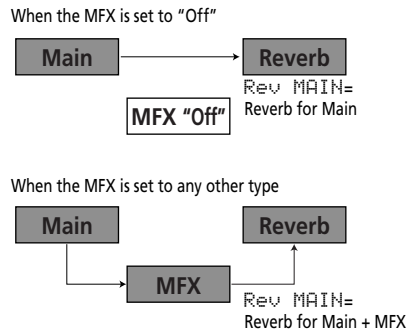 When the MFX is set to “Off”
Main
Reverb
Rev MAIN=
Reverb for Main
MFX “Off”
When the MFX is set to any other type
Main
Reverb
MFX
Rev MAIN=
Reverb for Main + MFX